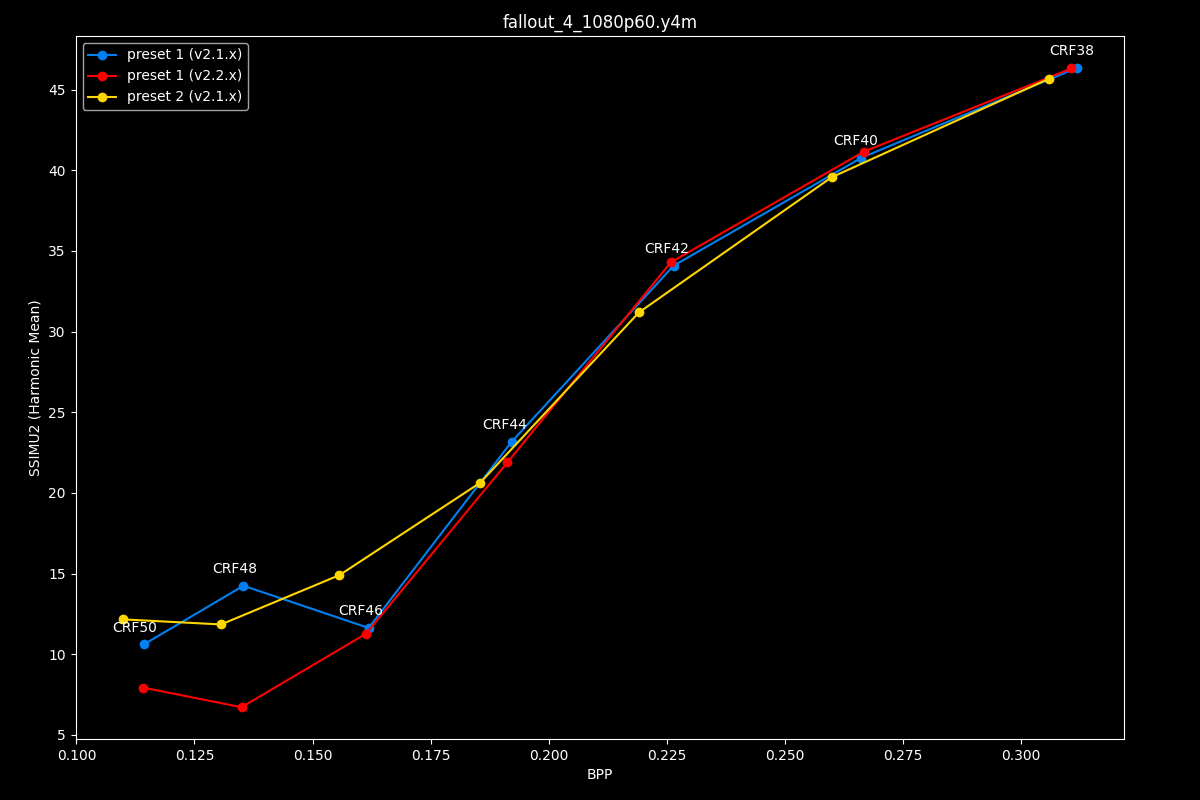 fallout_4_1080p60.y4m
preset 1 (v2.1.x)
preset 1 (v2.2.x)
preset 2 (v2.1.x)
CRF38
CRF40
CRF42
CRF44
CRF48
CRF46
CRF50
SSIMU2 (Harmonic Mean)
45
40
35
30
25
20
15
10
5
0.100 0.125 0.150 0.175 0.200 0.225 0.250 0.275 0.300
BPP